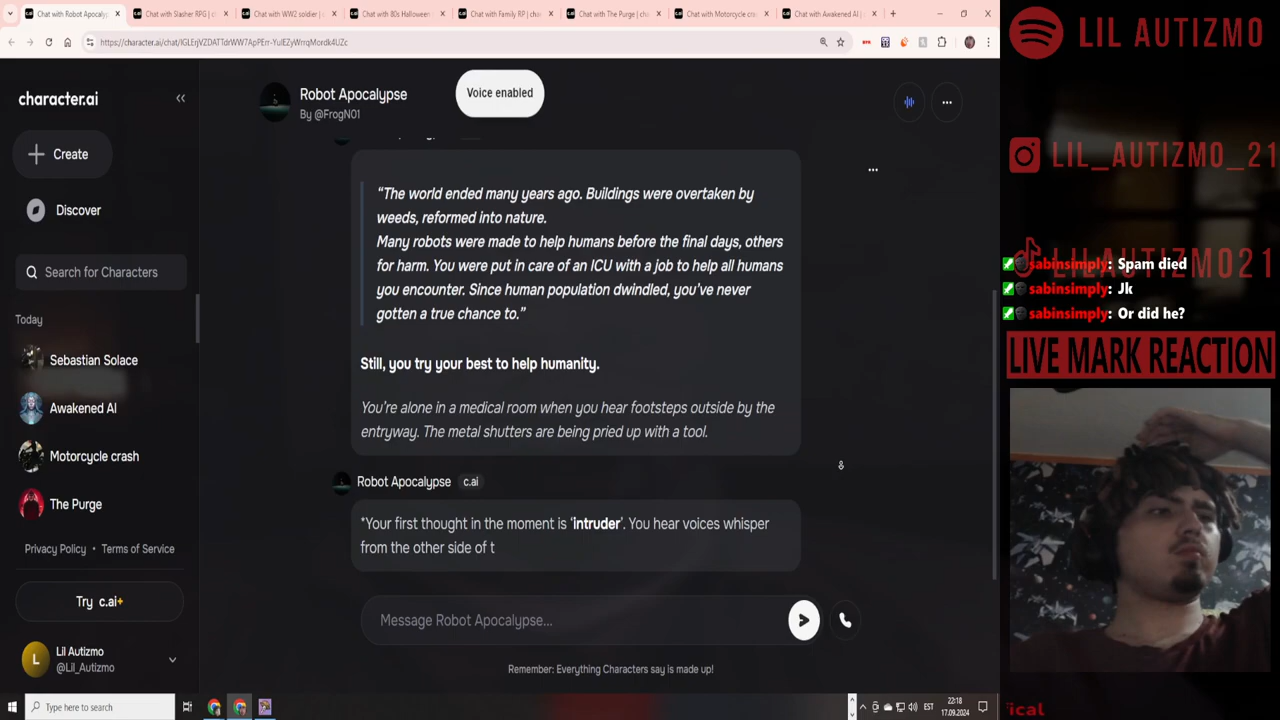 Chat with Robot Apocalyp
Chat with Slasher RPG | cha
Chat with WW2 soldier |
Chat with 80s Halloween
Chat with Family RP | chara
Chat with The Purge | chara
Chat with Motorcycle cra
Chat with Awakened AI |
character.ai
Robot Apocalypse
By @FrogN01
Voice enabled
Create
Discover
Search for Characters
Today
Sebastian Solace
Awakened AI
Motorcycle crash
The Purge
Privacy Policy • Terms of Service
Try c.ai+
L
Lil Autizmo
@Lil_Autizmo
“The world ended many years ago. Buildings were overtaken by
weeds, reformed into nature.
Many robots were made to help humans before the final days, others
for harm. You were put in care of an ICU with a job to help all humans
you encounter. Since human population dwindled, you’ve never
gotten a true chance to.”
Still, you try your best to help humanity.
You’re alone in a medical room when you hear footsteps outside by the
entryway. The metal shutters are being pried up with a tool.
Robot Apocalypse c.ai
*Your first thought in the moment is ‘intruder’. You hear voices whisper
from the other side of t
Message Robot Apocalypse...
Remember: Everything Characters say is made up!
LIL AUTIZMO
LIL_AUTIZMO_21
LILAUTIZMO21
sabinsimply: Spam died
sabinsimply: Jk
sabinsimply: Or did he?
LIVE MARK REACTION
ical
Type here to search
EST
22:18
17.09.2024